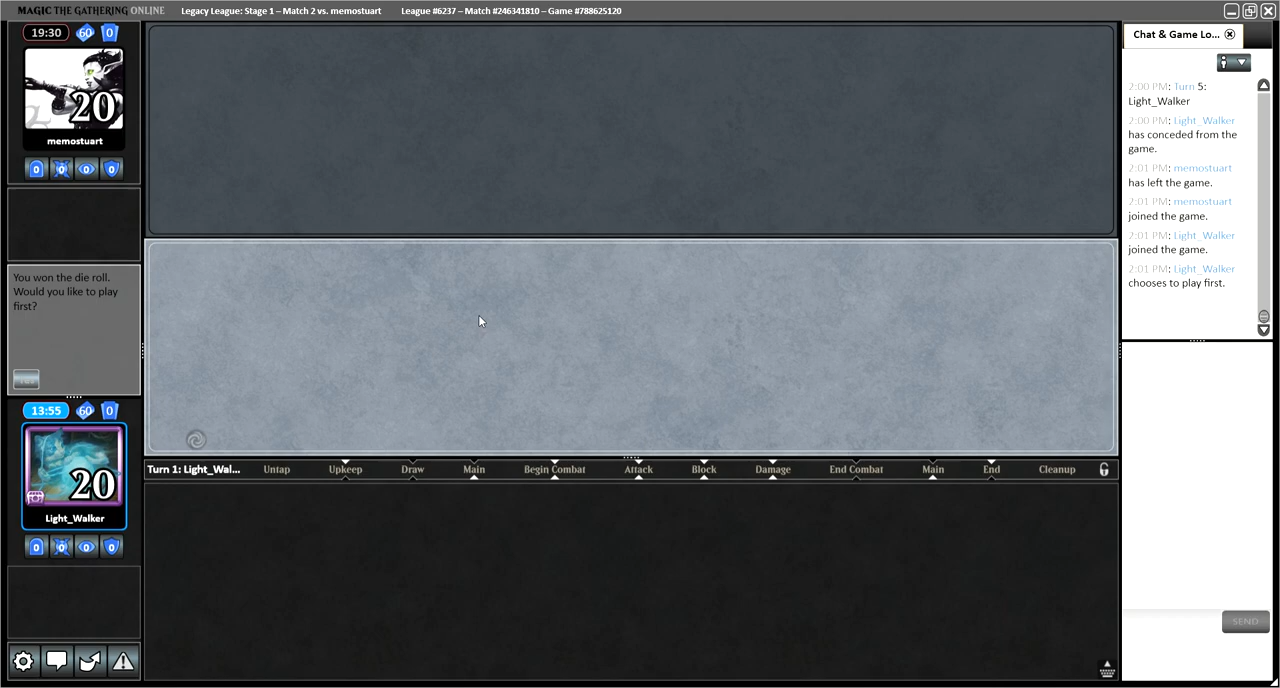 MAGIC THE GATHERING ONLINE
Legacy League: Stage 1 – Match 2 vs. memostuart
League #6237 – Match #246341810 – Game #788625120
19:30
60
0
20
memostuart
0 0 0 0
You won the die roll.
Would you like to play
first?
13:55
60
0
20
Light_Walker
0 0 0 0
Turn 1: Light_Wal...
Untap
Upkeep
Draw
Main
Begin Combat
Attack
Block
Damage
End Combat
Main
End
Cleanup
Chat & Game Lo...
2:00 PM: Turn 5:
Light_Walker
2:00 PM: Light_Walker
has conceded from the
game.
2:01 PM: memostuart
has left the game.
2:01 PM: memostuart
joined the game.
2:01 PM: Light_Walker
joined the game.
2:01 PM: Light_Walker
chooses to play first.
SEND